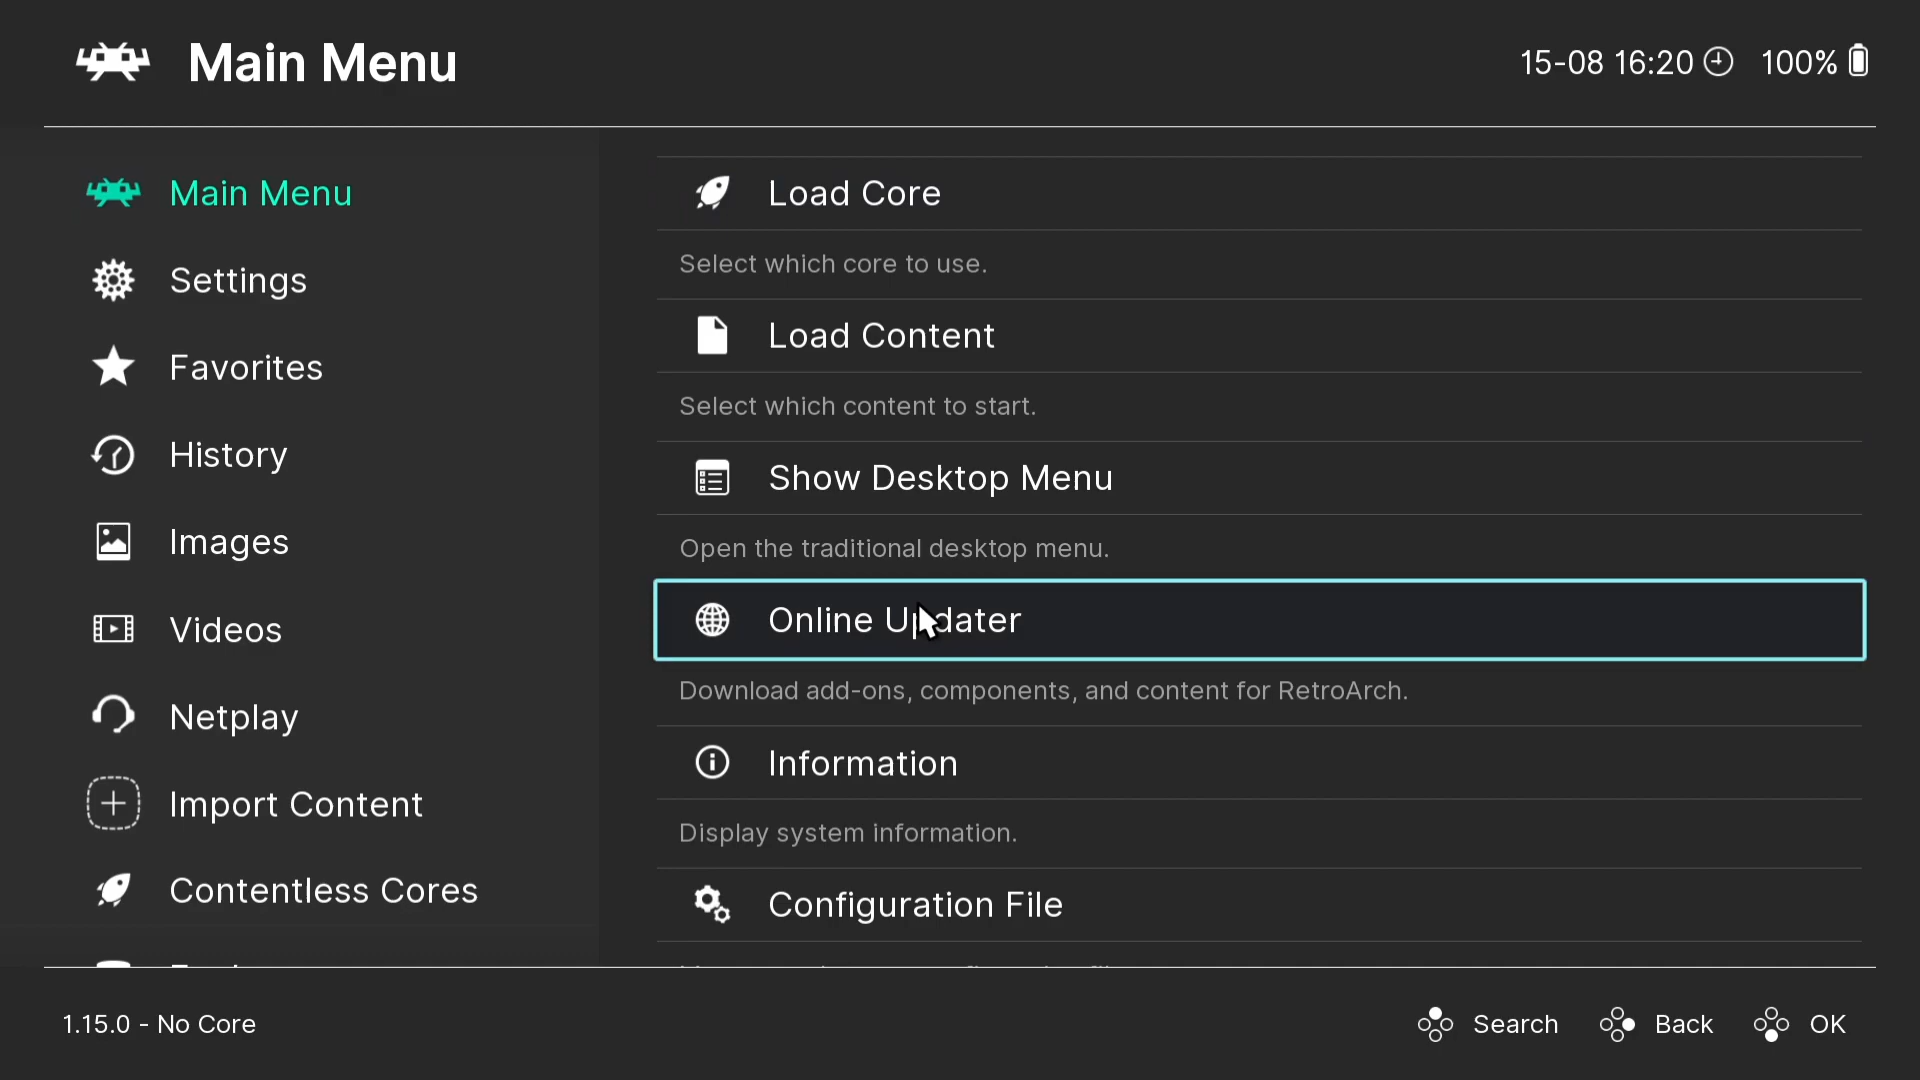 Main Menu
15-08 16:20
100%
Main Menu
Settings
Favorites
History
Images
Videos
Netplay
Import Content
Contentless Cores
Load Core
Select which core to use.
Load Content
Select which content to start.
Show Desktop Menu
Open the traditional desktop menu.
Online Updater
Download add-ons, components, and content for RetroArch.
Information
Display system information.
Configuration File
1.15.0 - No Core
Search
Back
OK